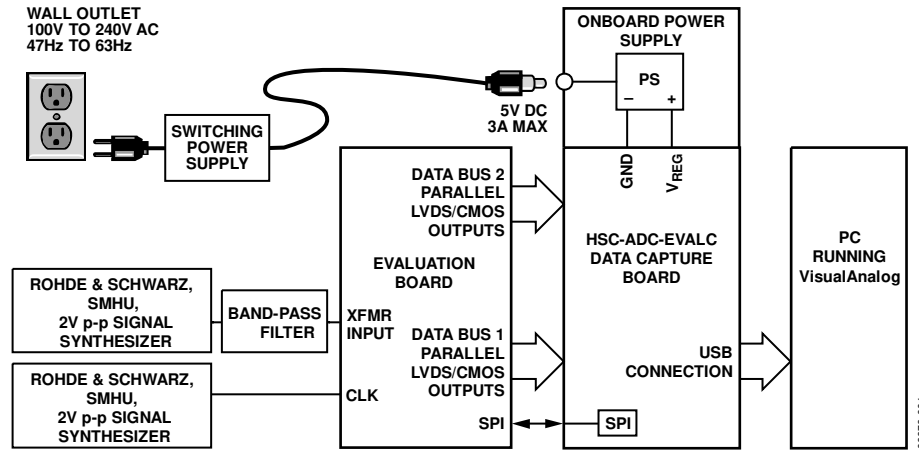 WALL OUTLET
100V TO 240V AC
47Hz TO 63Hz
SWITCHING
POWER
SUPPLY
5V DC
3A MAX
ONBOARD POWER
SUPPLY
PS
– +
GND
VREG
ROHDE & SCHWARZ,
SMHU,
2V p-p SIGNAL
SYNTHESIZER
BAND-PASS
FILTER
ROHDE & SCHWARZ,
SMHU,
2V p-p SIGNAL
SYNTHESIZER
EVALUATION
BOARD
XFMR
INPUT
CLK
DATA BUS 2
PARALLEL
LVDS/CMOS
OUTPUTS
DATA BUS 1
PARALLEL
LVDS/CMOS
OUTPUTS
SPI
HSC-ADC-EVALC
DATA CAPTURE
BOARD
SPI
USB
CONNECTION
PC
RUNNING
VisualAnalog